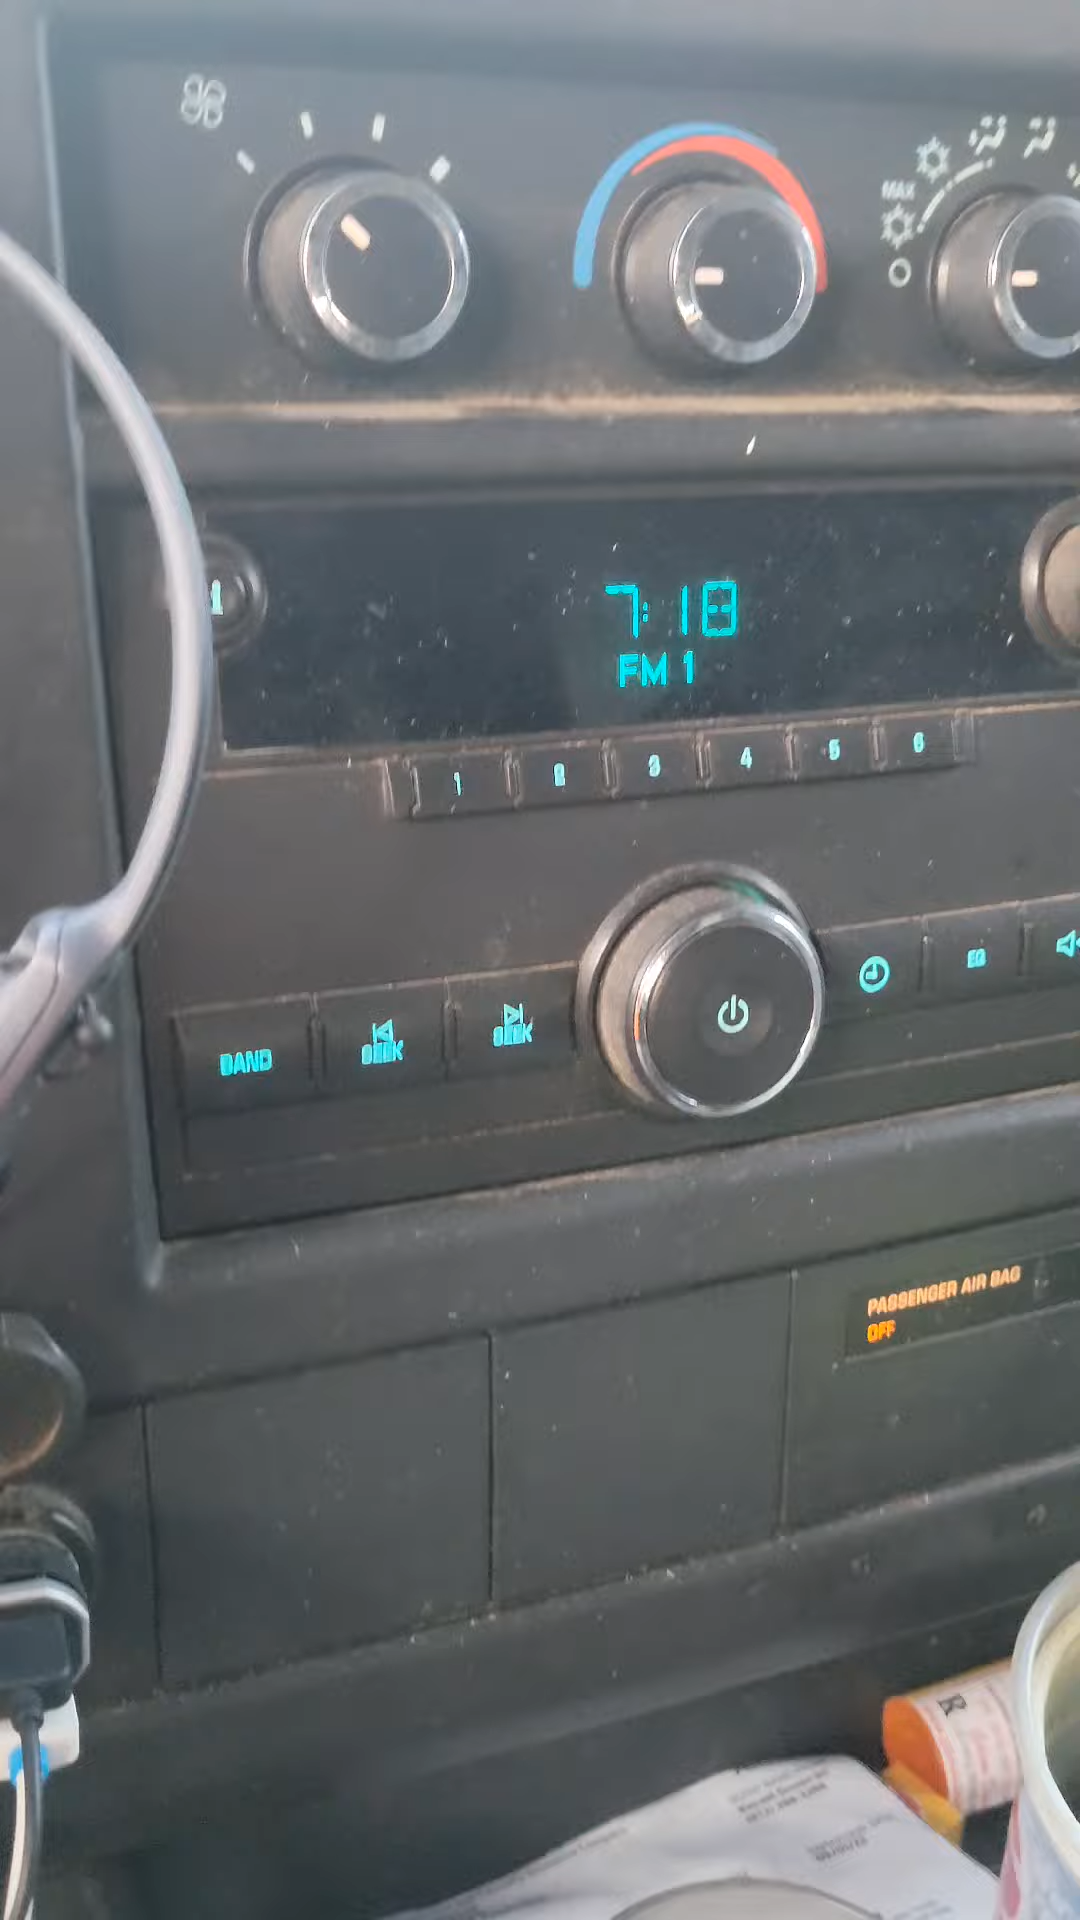 MAX
7:18
FM 1
1 2 3 4 5 6
BAND SEEK SEEK EQ
PASSENGER AIR BAG
OFF
R